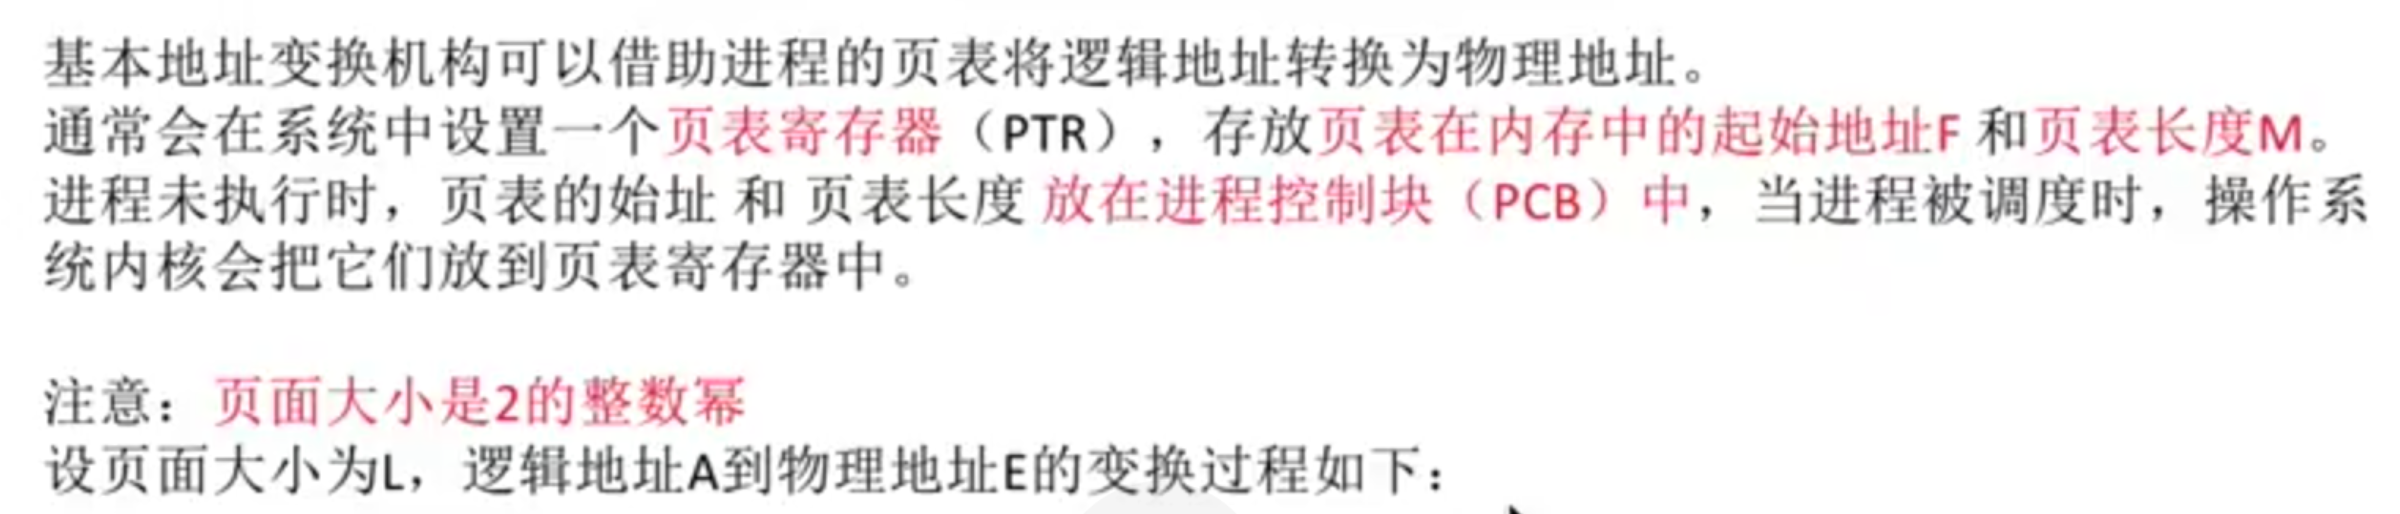 基本地址变换机构可以借助进程的页表将逻辑地址转换为物理地址。
通常会在系统中设置一个页表寄存器（PTR），存放页表在内存中的起始地址F 和页表长度M。
进程未执行时，页表的始址 和 页表长度 放在进程控制块（PCB）中，当进程被调度时，操作系
统内核会把它们放到页表寄存器中。
注意：页面大小是2的整数幂
设页面大小为L，逻辑地址A到物理地址E的变换过程如下：